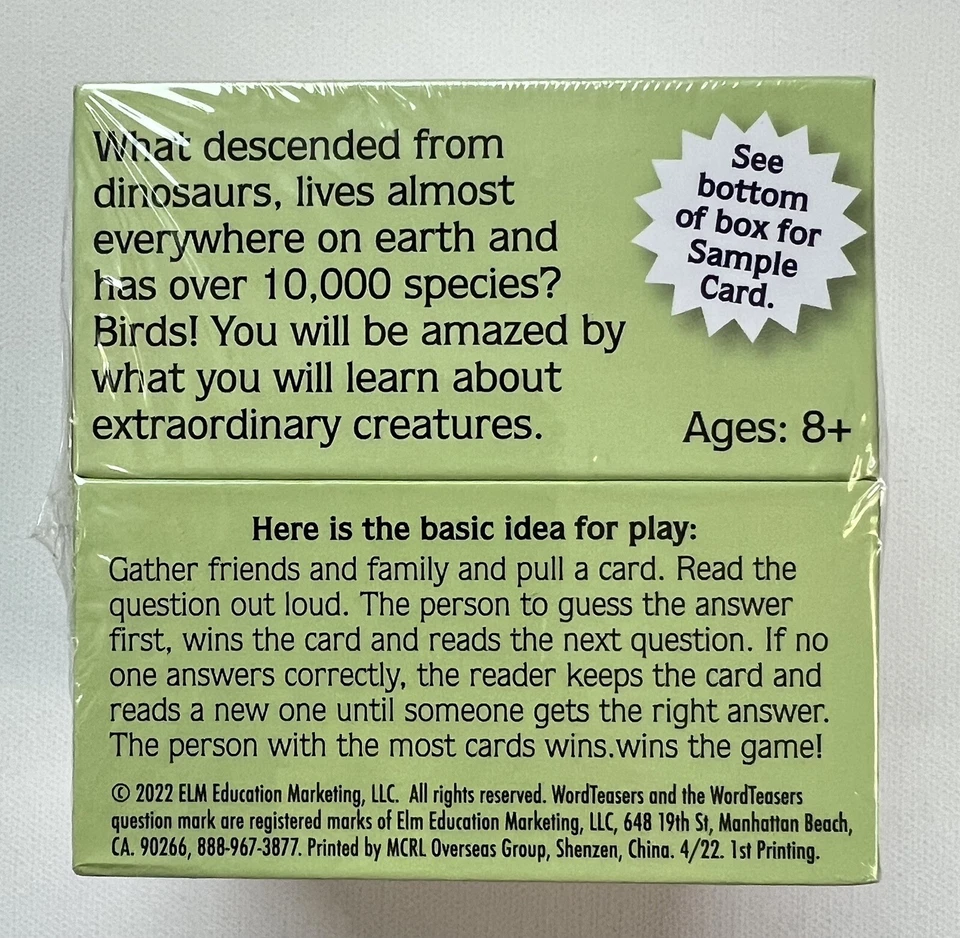 What descended from
dinosaurs, lives almost
everywhere on earth and
has over 10,000 species?
Birds! You will be amazed by
what you will learn about
extraordinary creatures.
See
bottom
of box for
Sample
Card.
Ages: 8+
Here is the basic idea for play:
Gather friends and family and pull a card. Read the
question out loud. The person to guess the answer
first, wins the card and reads the next question. If no
one answers correctly, the reader keeps the card and
reads a new one until someone gets the right answer.
The person with the most cards wins.wins the game!
© 2022 ELM Education Marketing, LLC. All rights reserved. WordTeasers and the WordTeasers
question mark are registered marks of Elm Education Marketing, LLC, 648 19th St, Manhattan Beach,
CA. 90266, 888-967-3877. Printed by MCRL Overseas Group, Shenzen, China. 4/22. 1st Printing.